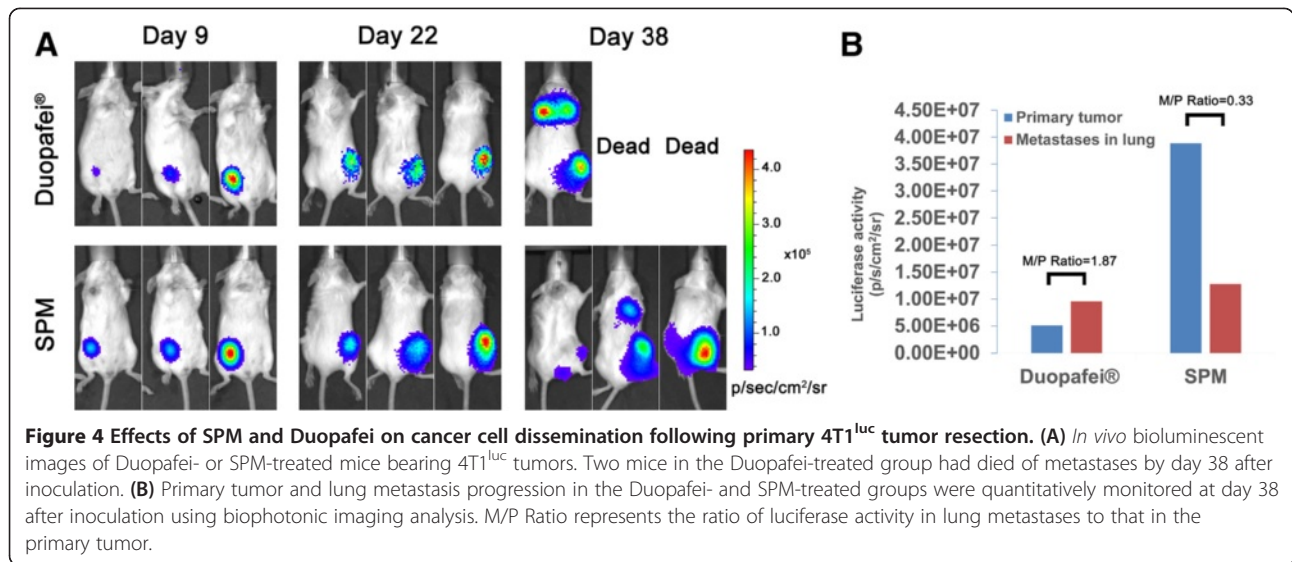 A
Day 9
Day 22
Day 38
Duopafei®
Dead
Dead
SPM
4.0
3.0
x10⁵
2.0
1.0
p/sec/cm²/sr
B
M/P Ratio=0.33
4.50E+07
4.00E+07
3.50E+07
3.00E+07
2.50E+07
2.00E+07
1.50E+07
1.00E+07
5.00E+06
0.00E+00
Luciferase activity
(p/s/cm²/sr)
Primary tumor
Metastases in lung
M/P Ratio=1.87
Duopafei®
SPM
Figure 4 Effects of SPM and Duopafei on cancer cell dissemination following primary 4T1ˡᵘᶜ tumor resection. (A) In vivo bioluminescent
images of Duopafei- or SPM-treated mice bearing 4T1ˡᵘᶜ tumors. Two mice in the Duopafei-treated group had died of metastases by day 38 after
inoculation. (B) Primary tumor and lung metastasis progression in the Duopafei- and SPM-treated groups were quantitatively monitored at day 38
after inoculation using biophotonic imaging analysis. M/P Ratio represents the ratio of luciferase activity in lung metastases to that in the
primary tumor.